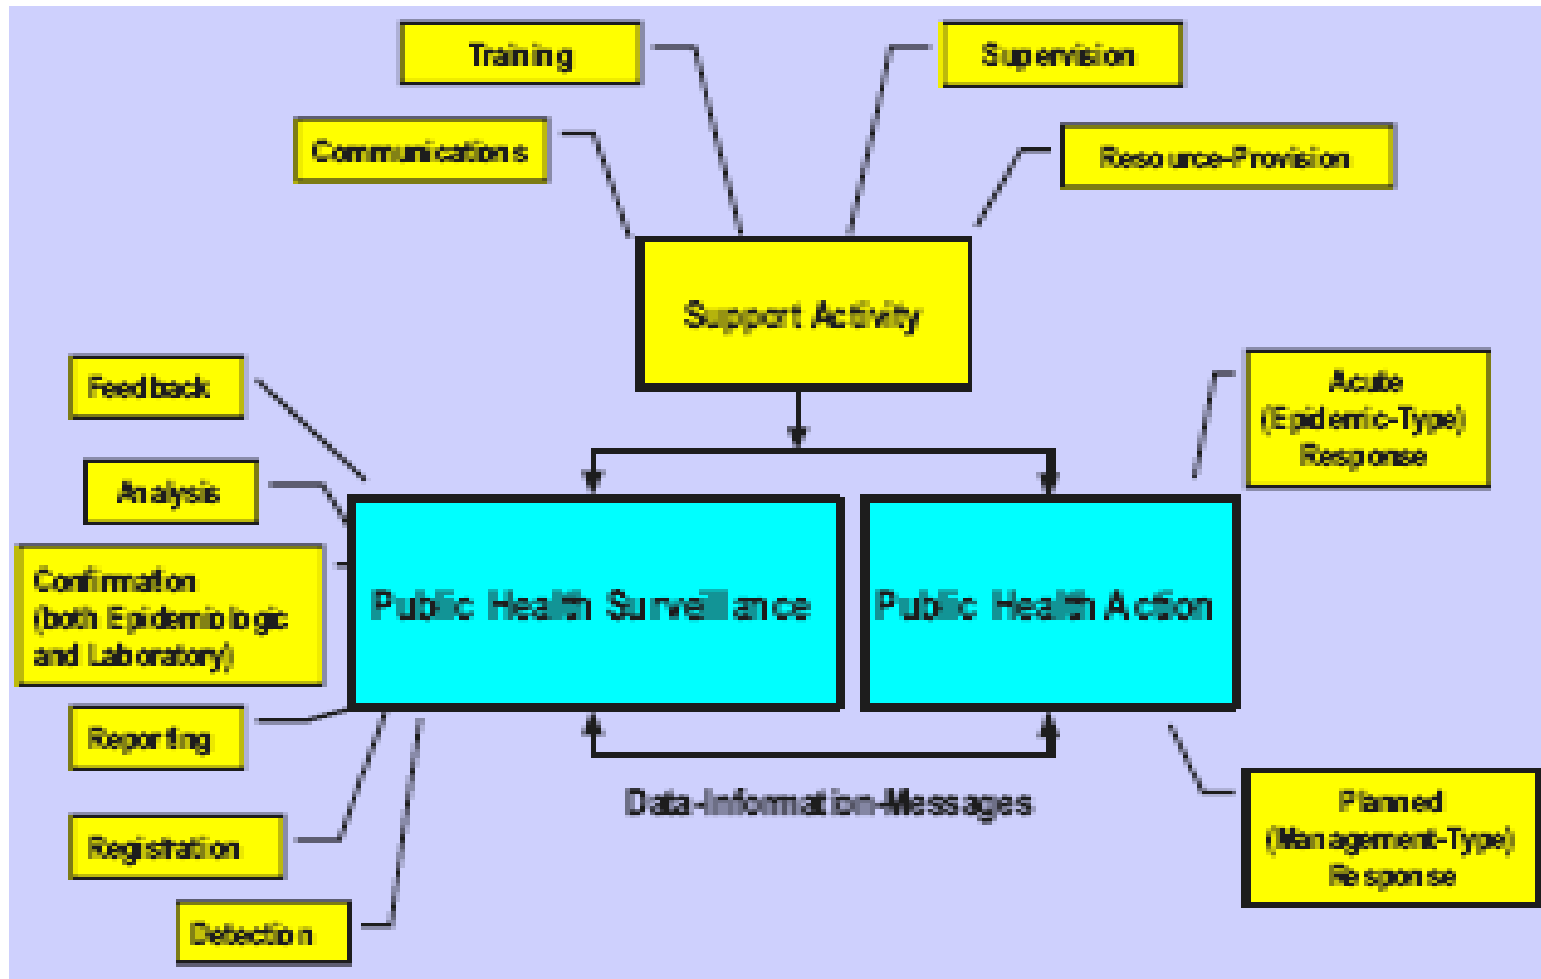 Training
Supervision
Communications
Resource-Provision
Support Activity
Feedback
Acute
(Epidemic-Type)
Response
Analysis
Confirmation
(both Epidemiologic
and Laboratory)
Public Health Surveillance
Public Health Action
Reporting
Data-Information-Messages
Planned
(Management-Type)
Response
Registration
Detection